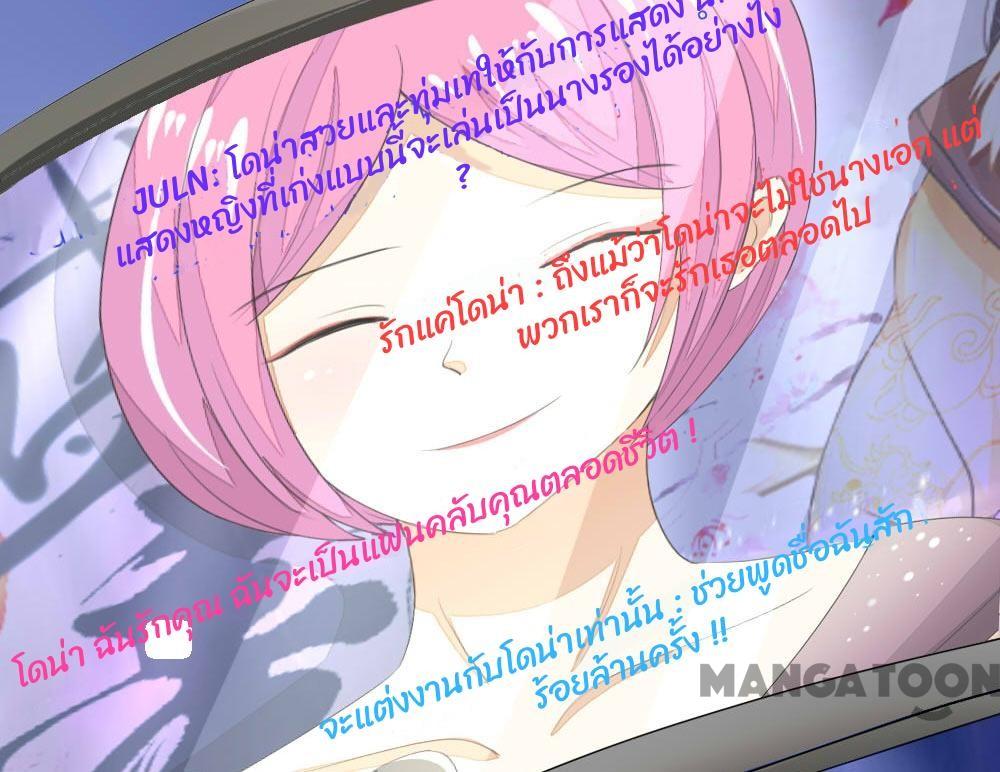 JULN: โดน่าสวยและทุ่มเทให้กับการแสดง
แสดงหญิงที่เก่งแบบนี้จะเล่นเป็นนางรองได้อย่างไง
?
รักแค่โดน่า : ถึงแม้ว่าโดน่าจะไม่ใช่นางเอก แต่
พวกเราก็จะรักเธอตลอดไป
โดน่า ฉันรักคุณ ฉันจะเป็นแฟนคลับคุณตลอดชีวิต !
จะแต่งงานกับโดน่าเท่านั้น : ช่วยพูดชื่อฉันสัก
ร้อยล้านครั้ง !!
MANGATOON